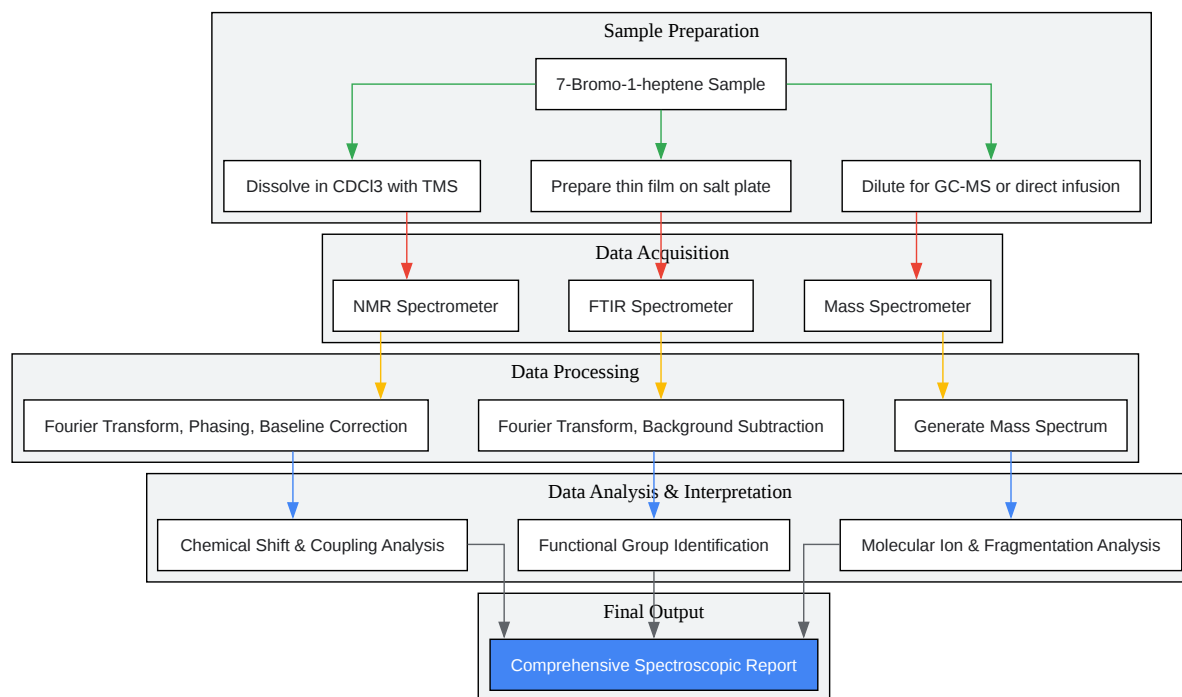 Sample Preparation
7-Bromo-1-heptene Sample
Dissolve in CDCl3 with TMS
Prepare thin film on salt plate
Dilute for GC-MS or direct infusion
Data Acquisition
NMR Spectrometer
FTIR Spectrometer
Mass Spectrometer
Data Processing
Fourier Transform, Phasing, Baseline Correction
Fourier Transform, Background Subtraction
Generate Mass Spectrum
Data Analysis & Interpretation
Chemical Shift & Coupling Analysis
Functional Group Identification
Molecular Ion & Fragmentation Analysis
Final Output
Comprehensive Spectroscopic Report